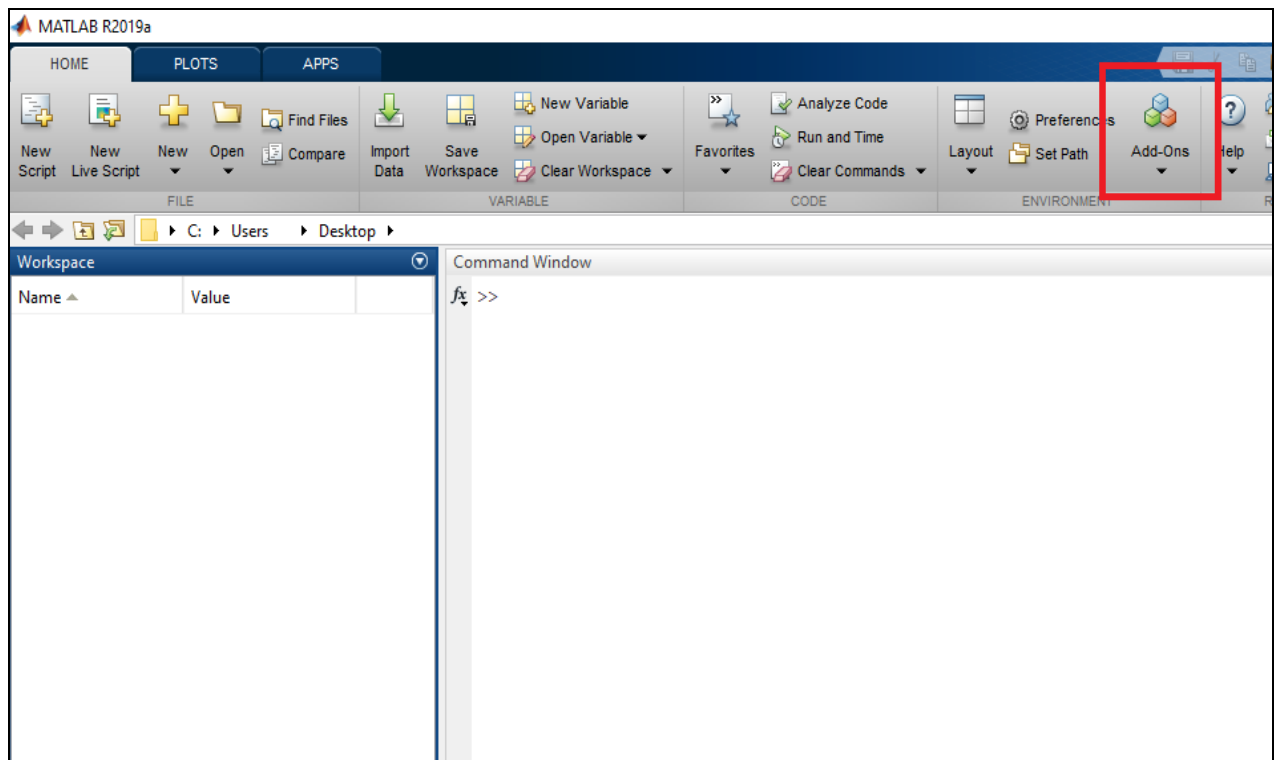 MATLAB R2019a
HOME PLOTS APPS
New Script
New Live Script
New
Open
Find Files
Compare
Import Data
Save Workspace
New Variable
Open Variable
Clear Workspace
Favorites
Analyze Code
Run and Time
Clear Commands
Layout
Preferences
Set Path
Add-Ons
Help
FILE VARIABLE CODE ENVIRONMENT R
C: Users Desktop
Workspace
Name Value
Command Window
fx >>